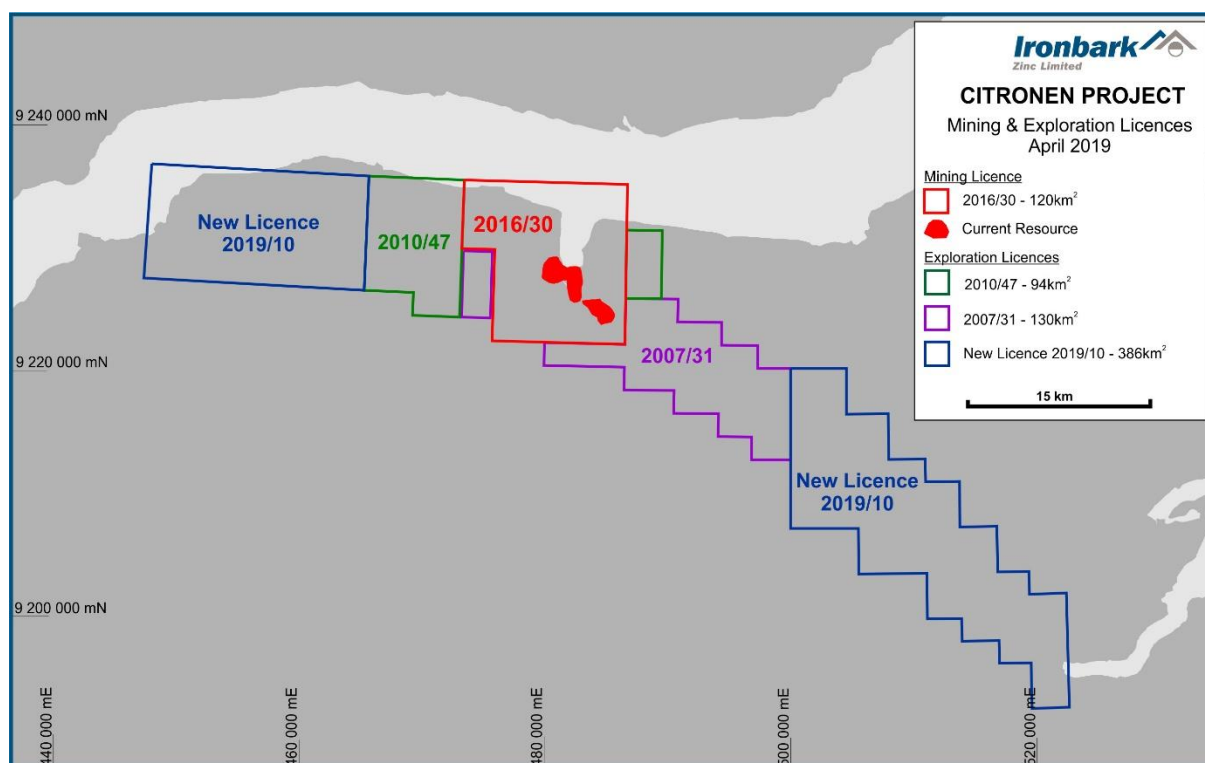 Ironbark
Zinc Limited
CITRONEN PROJECT
Mining & Exploration Licences
April 2019
Mining Licence
2016/30 - 120km²
Current Resource
Exploration Licences
2010/47 - 94km²
2007/31 - 130km²
New Licence 2019/10 - 386km²
15 km
9 240 000 mN
New Licence
2019/10
2010/47
2016/30
9 220 000 mN
2007/31
New Licence
2019/10
9 200 000 mN
440 000 mE
460 000 mE
480 000 mE
500 000 mE
520 000 mE